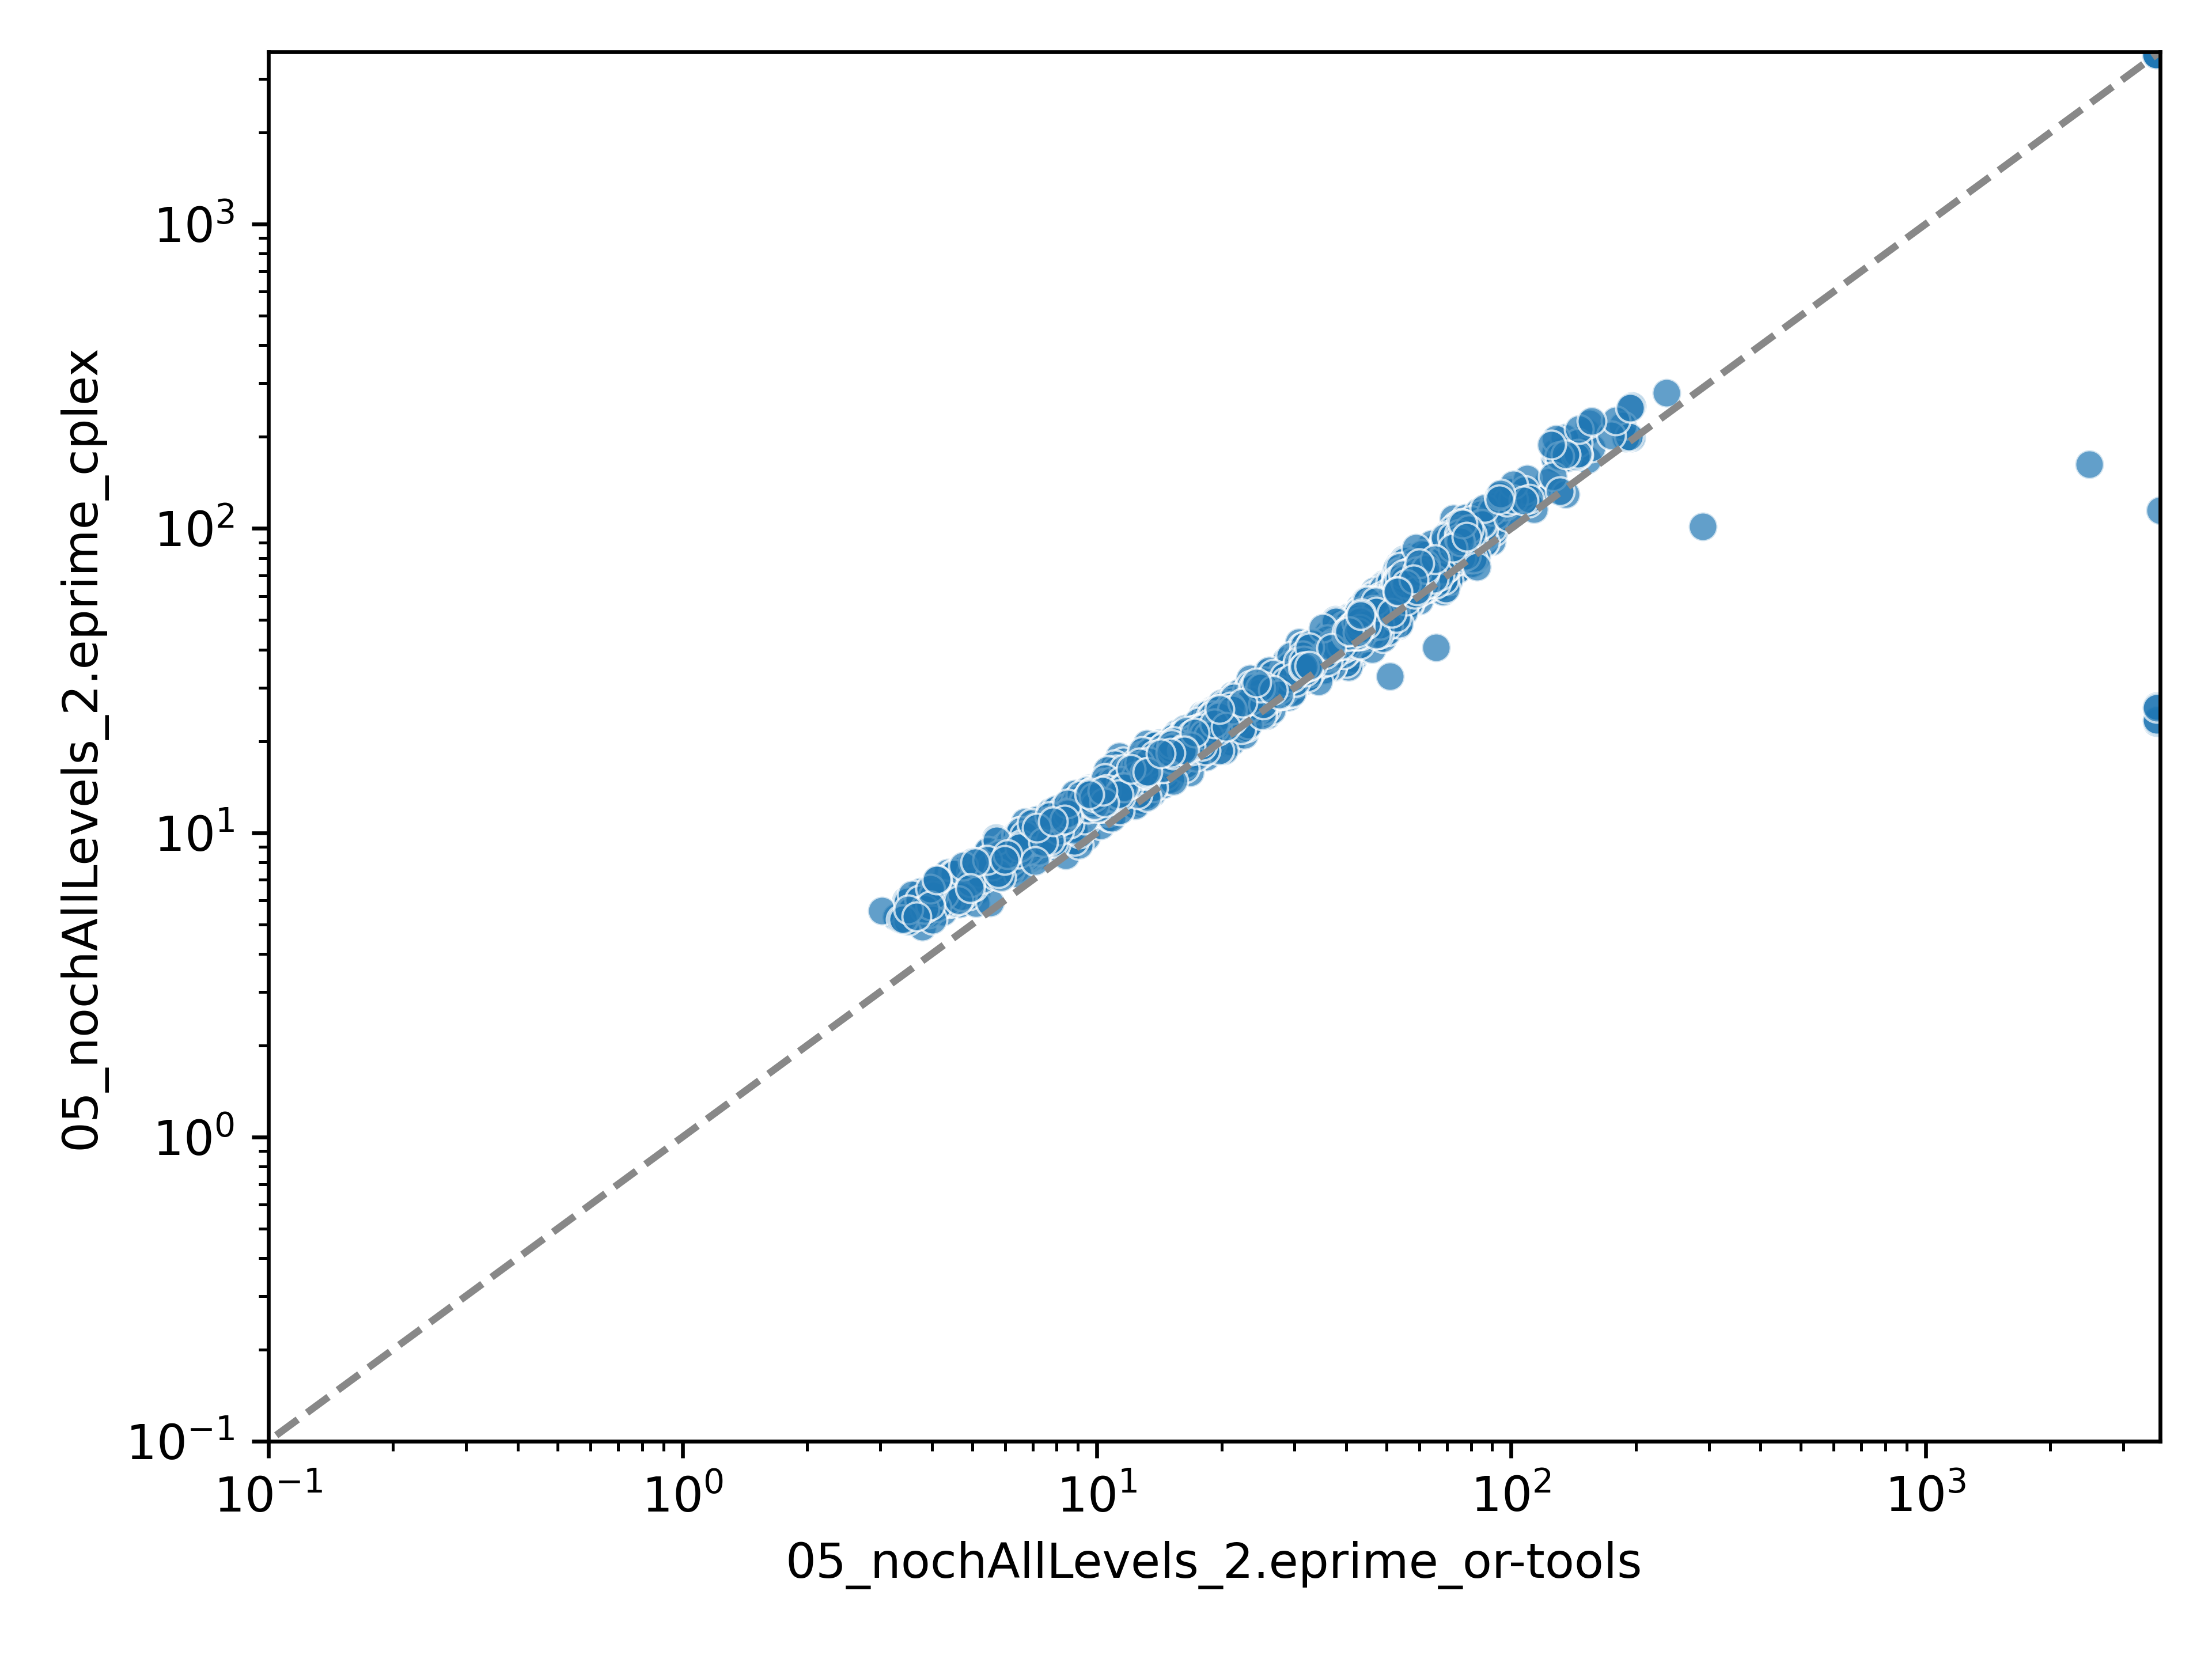 10³
10²
10¹
10⁰
10⁻¹
05_nochAllLevels_2.eprime_cplex
10⁻¹ 10⁰ 10¹ 10² 10³
05_nochAllLevels_2.eprime_or-tools